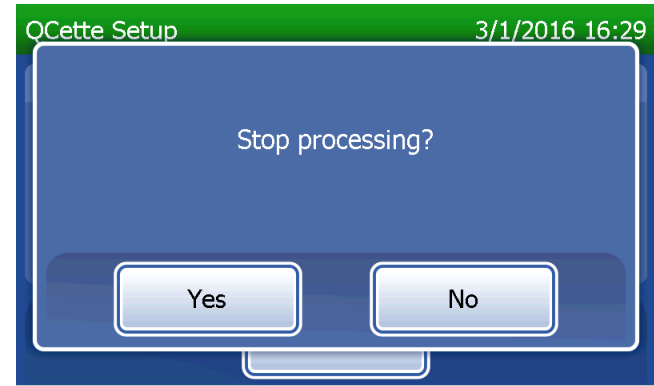 QCette Setup 3/1/2016 16:29
Stop processing?
Yes No